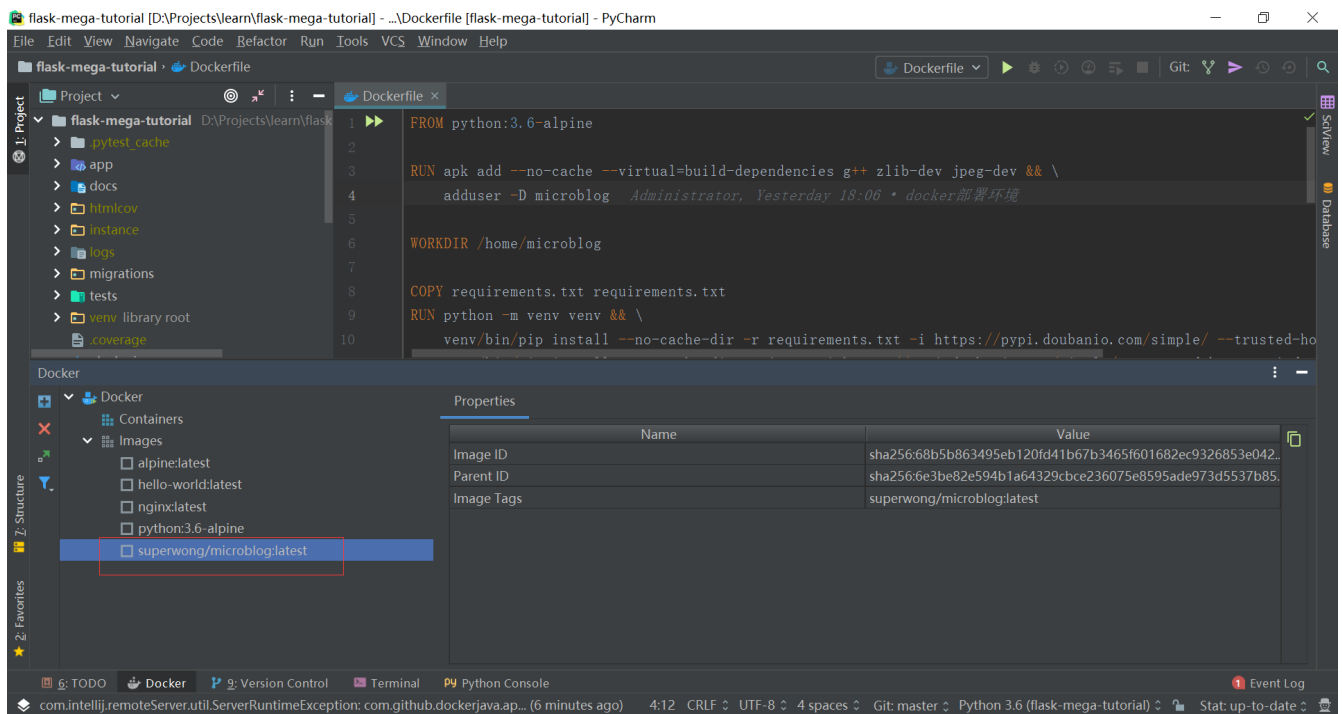 flask-mega-tutorial [D:\Projects\learn\flask-mega-tutorial] - ...\Dockerfile [flask-mega-tutorial] - PyCharm
File Edit View Navigate Code Refactor Run Tools VCS Window Help
flask-mega-tutorial Dockerfile
Dockerfile Git:
1: Project
Project
Dockerfile
flask-mega-tutorial D:\Projects\learn\flask
.pytest_cache
app
docs
htmlcov
instance
logs
migrations
tests
venv library root
.coverage
1 FROM python:3.6-alpine
2
3 RUN apk add --no-cache --virtual=build-dependencies g++ zlib-dev jpeg-dev && \
4 adduser -D microblog Administrator, Yesterday 18:06 • docker部署环境
5
6 WORKDIR /home/microblog
7
8 COPY requirements.txt requirements.txt
9 RUN python -m venv venv && \
10 venv/bin/pip install --no-cache-dir -r requirements.txt -i https://pypi.doubanio.com/simple/ --trusted-ho
SciView
Database
Docker
Docker
Containers
Images
alpine:latest
hello-world:latest
nginx:latest
python:3.6-alpine
superwong/microblog:latest
Properties
Name Value
Image ID sha256:68b5b863495eb120fd41b67b3465f601682ec9326853e042..
Parent ID sha256:6e3be82e594b1a64329cbce236075e8595ade973d5537b85.
Image Tags superwong/microblog:latest
7: Structure
2: Favorites
6: TODO Docker 9: Version Control Terminal Python Console 1 Event Log
com.intellij.remoteServer.util.ServerRuntimeException: com.github.dockerjava.ap... (6 minutes ago) 4:12 CRLF UTF-8 4 spaces Git: master Python 3.6 (flask-mega-tutorial) Stat: up-to-date